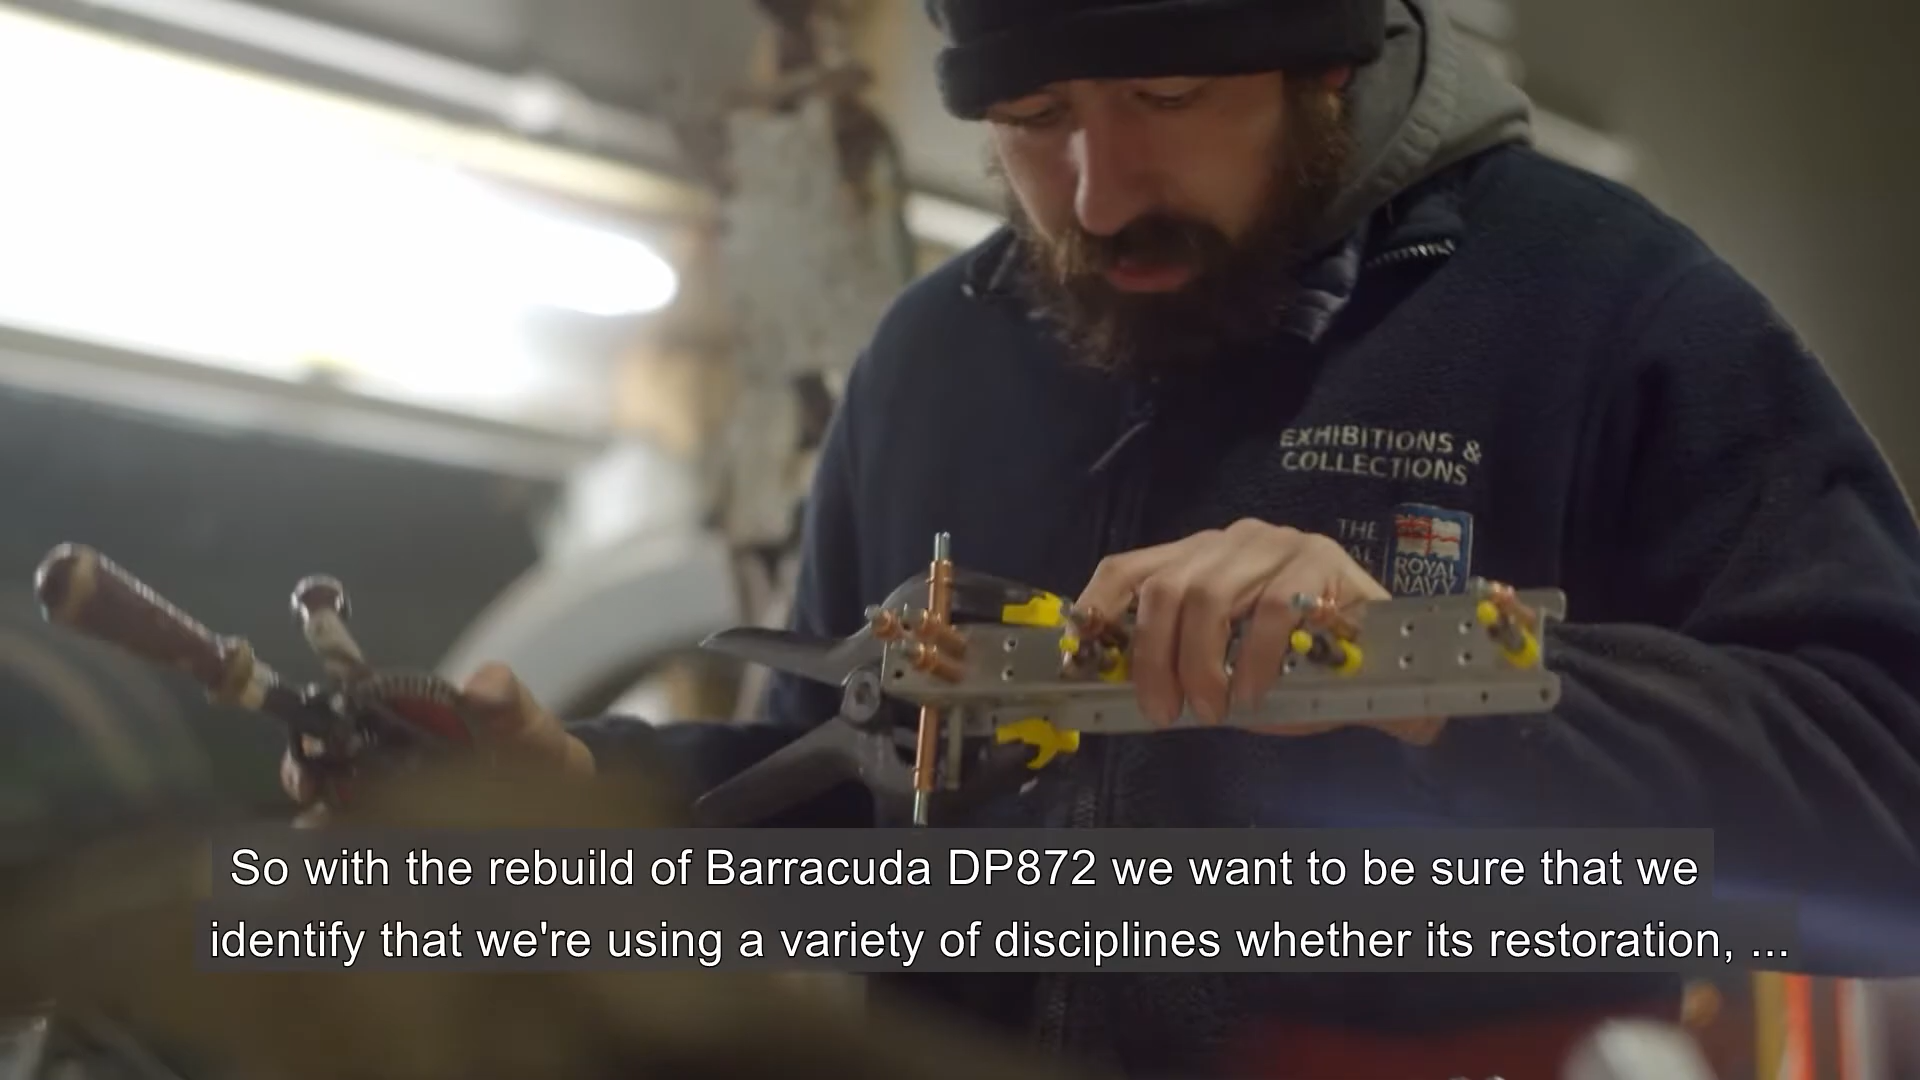 EXHIBITIONS &
COLLECTIONS
THE
ROYAL
NAVY
So with the rebuild of Barracuda DP872 we want to be sure that we
identify that we're using a variety of disciplines whether its restoration, ...